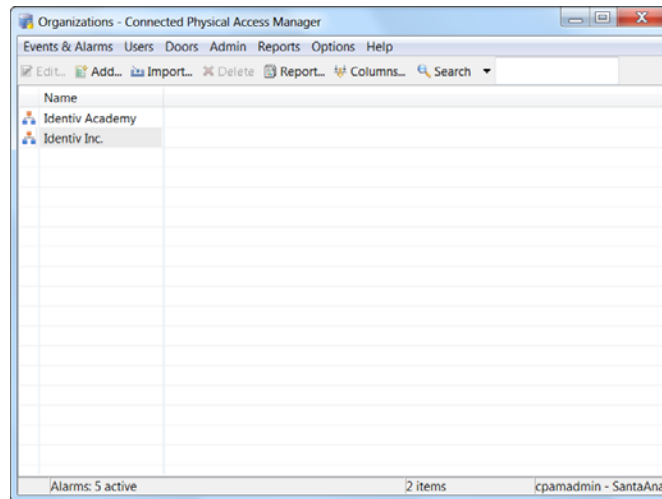 Organizations - Connected Physical Access Manager
Events & Alarms Users Doors Admin Reports Options Help
Edit... Add... Import... Delete Report... Columns... Search
Name
Identiv Academy
Identiv Inc.
Alarms: 5 active 2 items cpamadmin - SantaAna